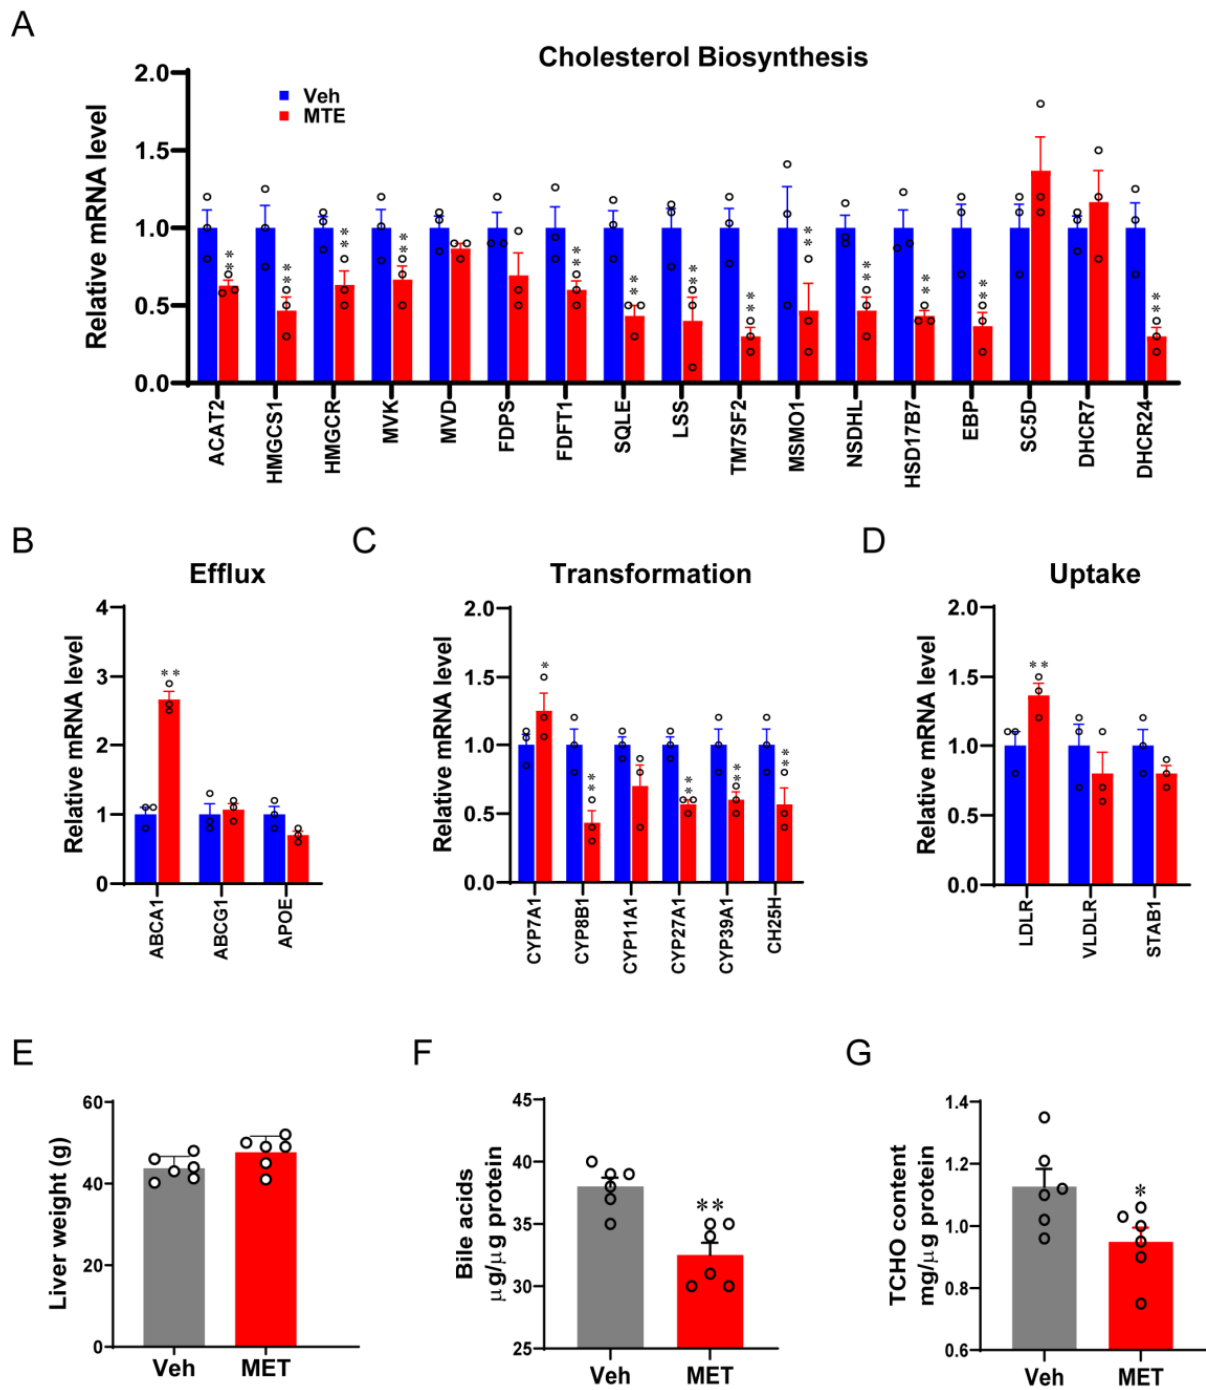 A
Cholesterol Biosynthesis
Relative mRNA level
2.0
1.5
1.0
0.5
0.0
Veh
MTE
** ** ** ** ** ** ** ** ** ** ** ** **
ACAT2 HMGCS1 HMGCR MVK MVD FDPS FDFT1 SQLE LSS TM7SF2 MSMO1 NSDHL HSD17B7 EBP SC5D DHCR7 DHCR24
B
Efflux
Relative mRNA level
4
3
2
1
0
**
ABCA1 ABCG1 APOE
C
Transformation
Relative mRNA level
2.0
1.5
1.0
0.5
0.0
* ** ** ** **
CYP7A1 CYP8B1 CYP11A1 CYP27A1 CYP39A1 CH25H
D
Uptake
Relative mRNA level
2.0
1.5
1.0
0.5
0.0
**
LDLR VLDLR STAB1
E
Liver weight (g)
60
40
20
0
Veh MET
F
Bile acids
µg/µg protein
45
40
35
30
25
**
Veh MET
G
TCHO content
mg/µg protein
1.4
1.2
1.0
0.8
0.6
*
Veh MET